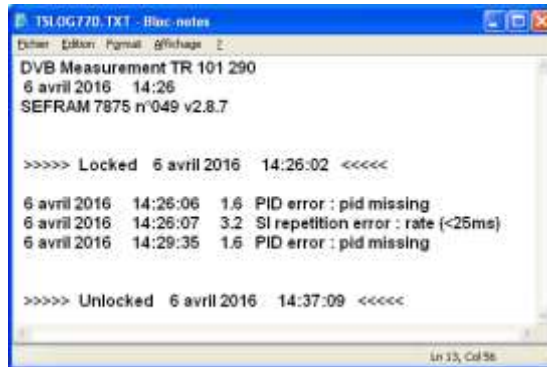 TSLOG770.TXT - Bloc-notes
Fichier Edition Format Affichage ?
DVB Measurement TR 101 290
6 avril 2016 14:26
SEFRAM 7875 n°049 v2.8.7
>>>>> Locked 6 avril 2016 14:26:02 <<<<<
6 avril 2016 14:26:06 1.6 PID error : pid missing
6 avril 2016 14:26:07 3.2 SI repetition error : rate (<25ms)
6 avril 2016 14:29:35 1.6 PID error : pid missing
>>>>> Unlocked 6 avril 2016 14:37:09 <<<<<
Ln 13, Col 56